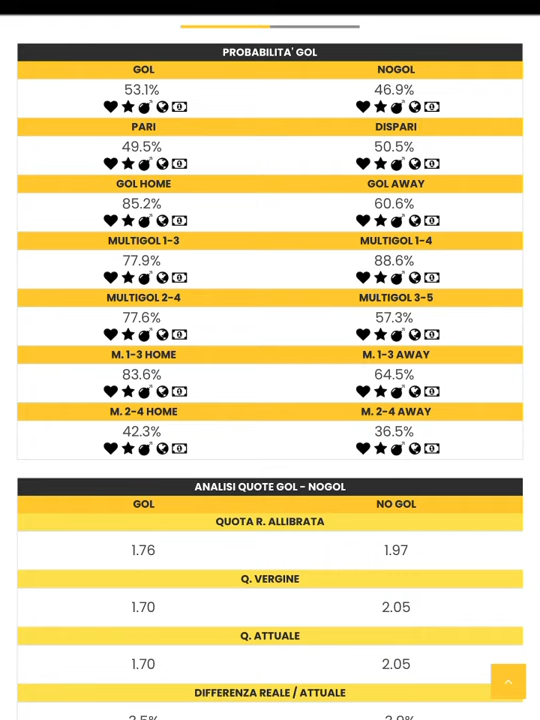 PROBABILITA' GOL
GOL NOGOL
53.1% 46.9%
PARI DISPARI
49.5% 50.5%
GOL HOME GOL AWAY
85.2% 60.6%
MULTIGOL 1-3 MULTIGOL 1-4
77.9% 88.6%
MULTIGOL 2-4 MULTIGOL 3-5
77.6% 57.3%
M. 1-3 HOME M. 1-3 AWAY
83.6% 64.5%
M. 2-4 HOME M. 2-4 AWAY
42.3% 36.5%
ANALISI QUOTE GOL - NOGOL
GOL NO GOL
QUOTA R. ALLIBRATA
1.76 1.97
Q. VERGINE
1.70 2.05
Q. ATTUALE
1.70 2.05
DIFFERENZA REALE / ATTUALE